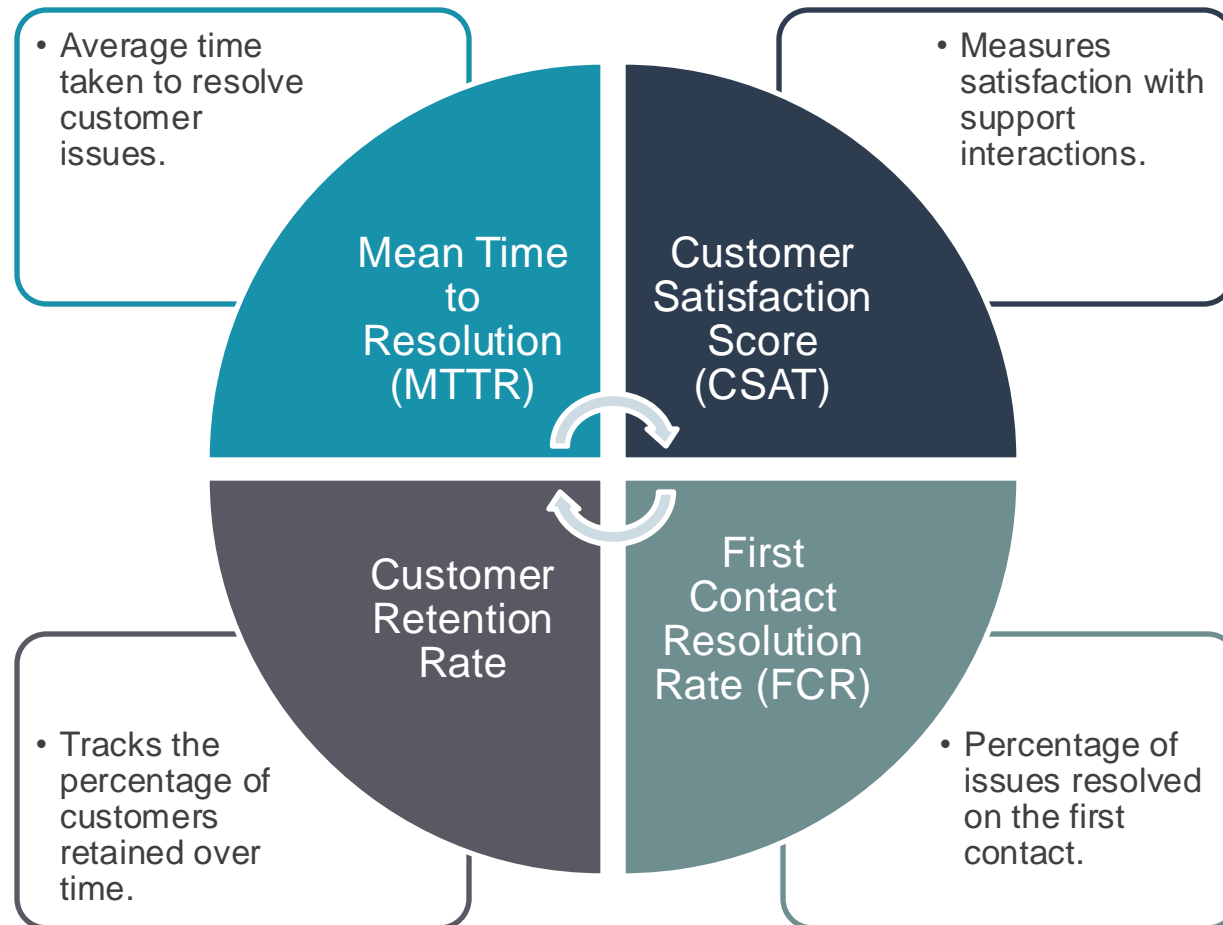 • Average time
taken to resolve
customer
issues.
• Measures
satisfaction with
support
interactions.
Mean Time
to
Resolution
(MTTR)
Customer
Satisfaction
Score
(CSAT)
Customer
Retention
Rate
First
Contact
Resolution
Rate (FCR)
• Tracks the
percentage of
customers
retained over
time.
• Percentage of
issues resolved
on the first
contact.